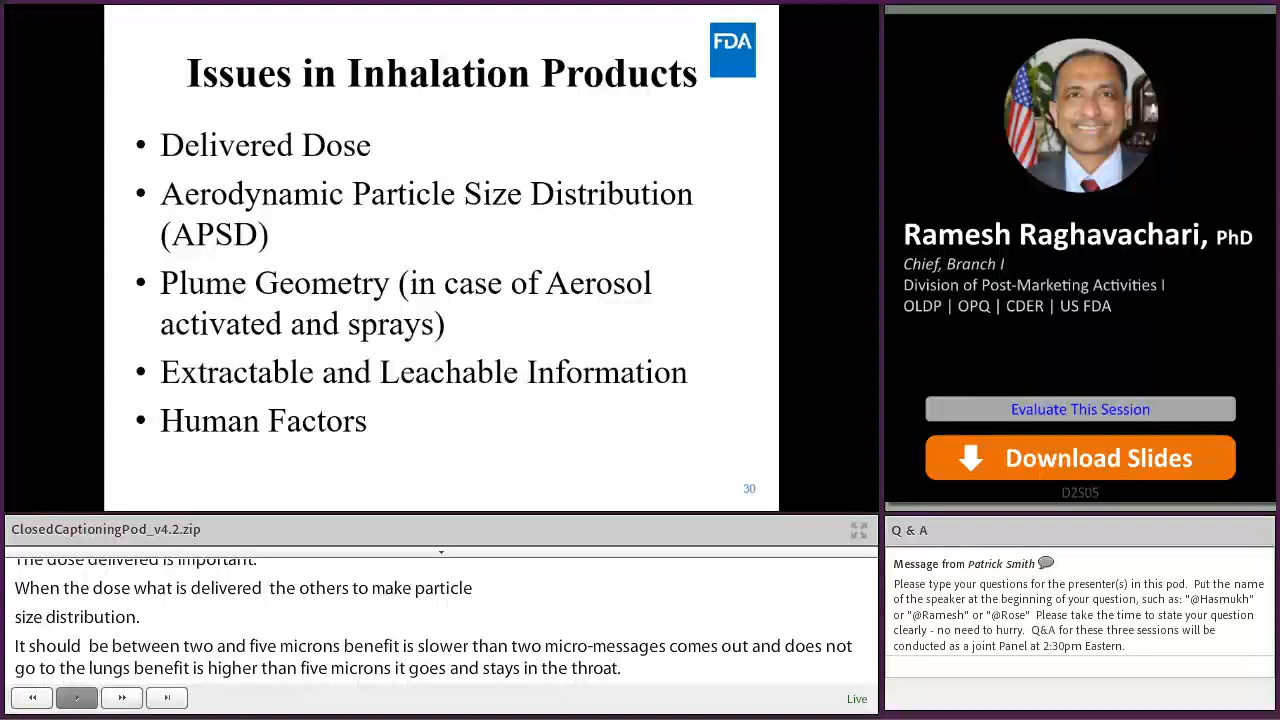 FDA
Issues in Inhalation Products
• Delivered Dose
• Aerodynamic Particle Size Distribution
(APSD)
• Plume Geometry (in case of Aerosol
activated and sprays)
• Extractable and Leachable Information
• Human Factors
30
Ramesh Raghavachari, PhD
Chief, Branch I
Division of Post-Marketing Activities I
OLDP | OPQ | CDER | US FDA
Evaluate This Session
Download Slides
D2S05
ClosedCaptioningPod_v4.2.zip
The dose delivered is important.
When the dose what is delivered the others to make particle
size distribution.
It should be between two and five microns benefit is slower than two micro-messages comes out and does not
go to the lungs benefit is higher than five microns it goes and stays in the throat.
Live
Q & A
Message from Patrick Smith
Please type your questions for the presenter(s) in this pod. Put the name
of the speaker at the beginning of your question, such as: "@Hasmukh"
or "@Ramesh" or "@Rose" Please take the time to state your question
clearly - no need to hurry. Q&A for these three sessions will be
conducted as a joint Panel at 2:30pm Eastern.